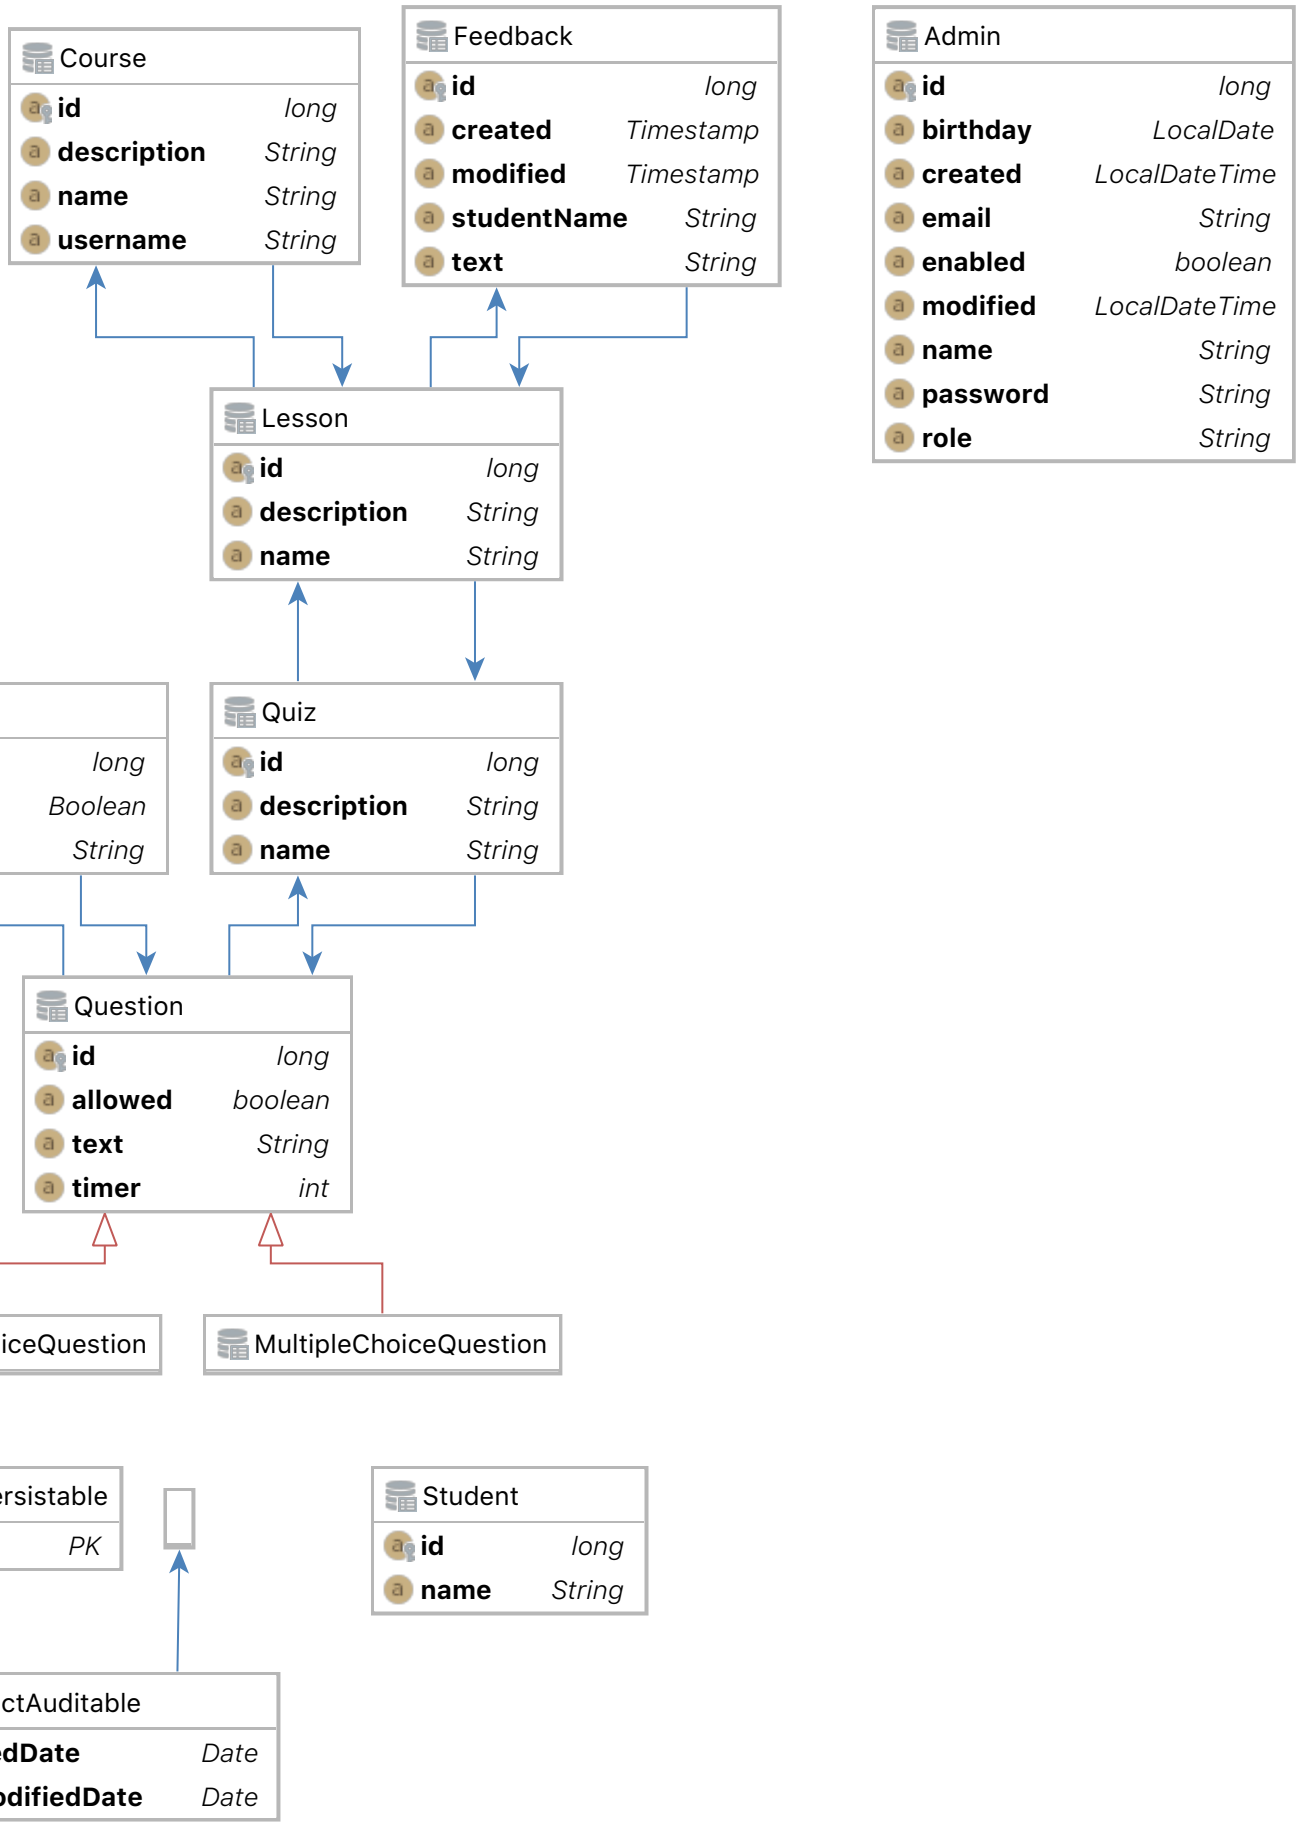 Course
id long
description String
name String
username String
Feedback
id long
created Timestamp
modified Timestamp
studentName String
text String
Admin
id long
birthday LocalDate
created LocalDateTime
email String
enabled boolean
modified LocalDateTime
name String
password String
role String
Lesson
id long
description String
name String
long
Boolean
String
Quiz
id long
description String
name String
Question
id long
allowed boolean
text String
timer int
iceQuestion
MultipleChoiceQuestion
ersistable
PK
Student
id long
name String
ctAuditable
edDate Date
odifiedDate Date